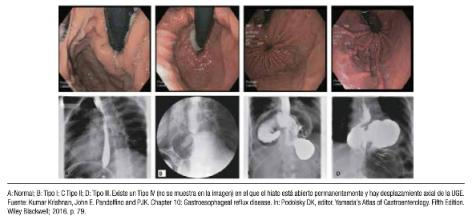 A: Normal; B: Tipo I; C Tipo II; D: Tipo III. Existe un Tipo IV (no se muestra en la imagen) en el que el hiato está abierto permanentemente y hay desplazamiento axial de la UGE.
Fuente: Kumar Krishnan, John E. Pandolfino and PJK. Chapter 10: Gastroesophageal reflux disease. In: Podolsky DK, editor. Yamada's Atlas of Gastroenterology. Fifth Edition.
Wiley Blackwell; 2016. p. 79.